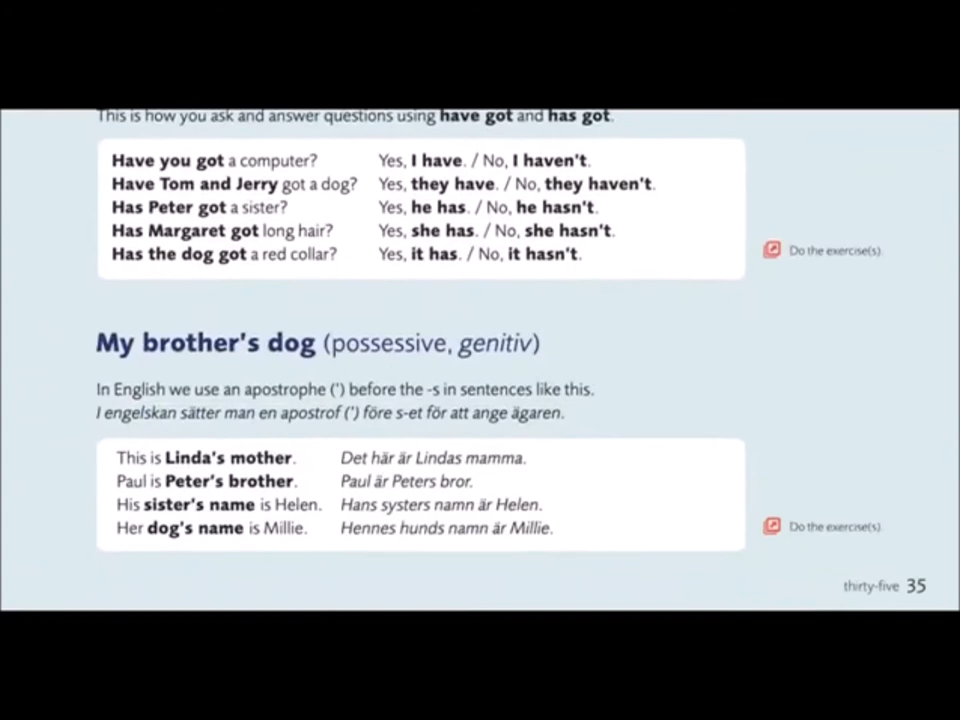 This is how you ask and answer questions using have got and has got.
Have you got a computer? Yes, I have. / No, I haven't.
Have Tom and Jerry got a dog? Yes, they have. / No, they haven't.
Has Peter got a sister? Yes, he has. / No, he hasn't.
Has Margaret got long hair? Yes, she has. / No, she hasn't.
Has the dog got a red collar? Yes, it has. / No, it hasn't.
Do the exercise(s).
My brother's dog (possessive, genitiv)
In English we use an apostrophe (') before the -s in sentences like this.
I engelskan sätter man en apostrof (') före s-et för att ange ägaren.
This is Linda's mother. Det här är Lindas mamma.
Paul is Peter's brother. Paul är Peters bror.
His sister's name is Helen. Hans systers namn är Helen.
Her dog's name is Millie. Hennes hunds namn är Millie.
Do the exercise(s).
thirty-five 35